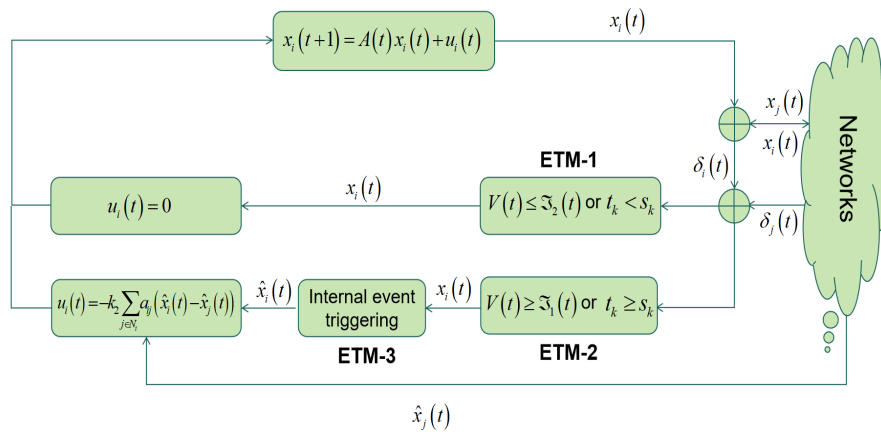 x_i(t+1)=A(t)x_i(t)+u_i(t)
x_i(t)
x_j(t)
x_i(t)
Networks
ETM-1
δ_i(t)
δ_j(t)
u_i(t)=0
x_i(t)
V(t)≤ℑ_2(t) or t_k<s_k
u_i(t)=-k_2∑_{j∈N_i}a_{ij}(x̂_i(t)-x̂_j(t))
x̂_i(t)
Internal event
triggering
x_i(t)
V(t)≥ℑ_1(t) or t_k≥s_k
ETM-3
ETM-2
x̂_j(t)